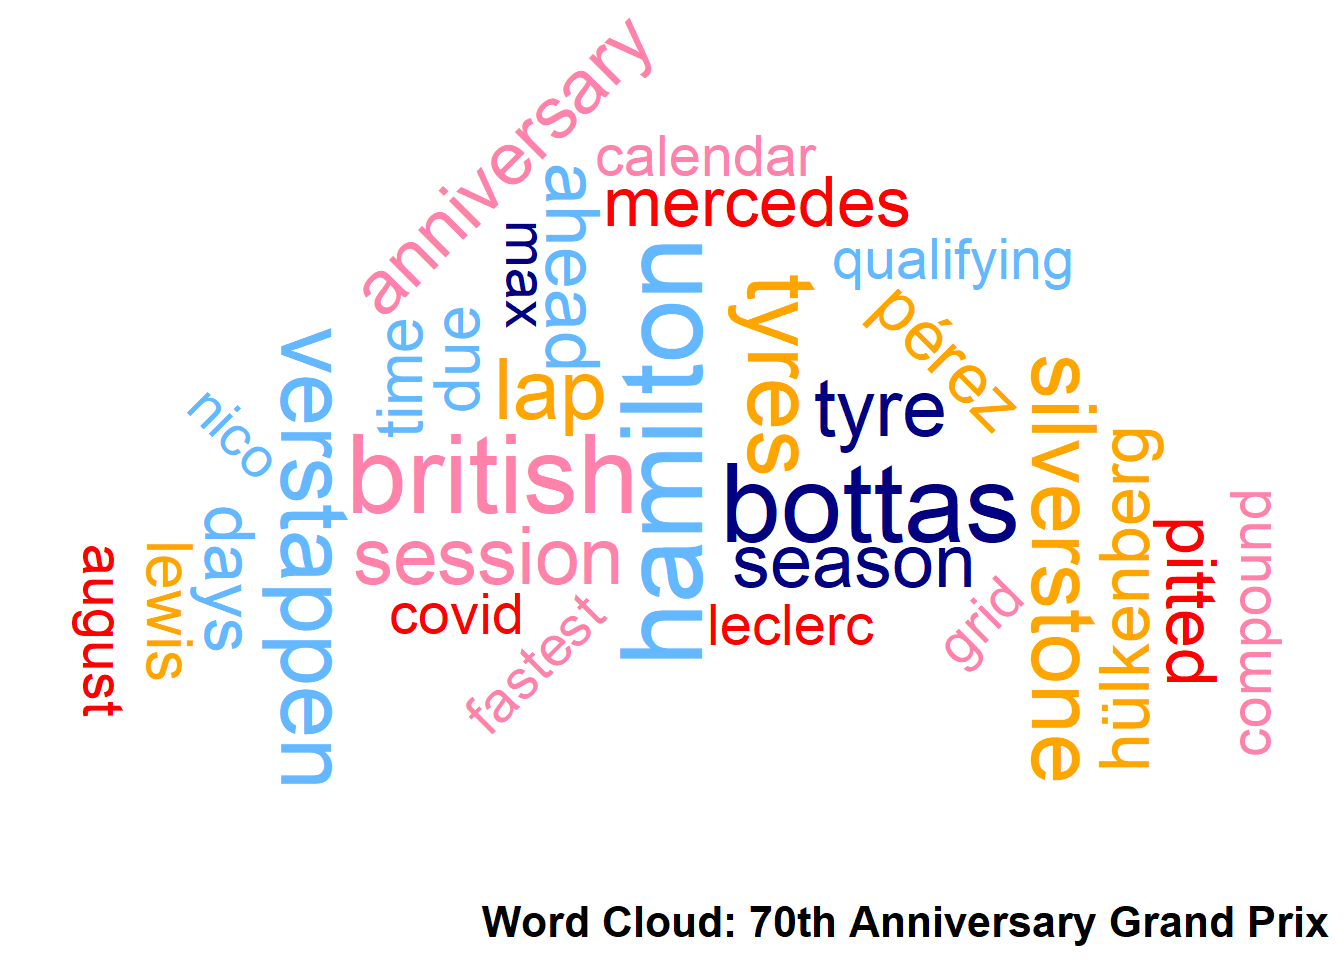 anniversary
calendar
mercedes
ahead
max
qualifying
hamilton
tyres
pérez
time
due
lap
tyre
verstappen
nico
british
bottas
silverstone
session
season
hülkenberg
days
lewis
august
covid
fastest
leclerc
grid
pitted
compound
Word Cloud: 70th Anniversary Grand Prix